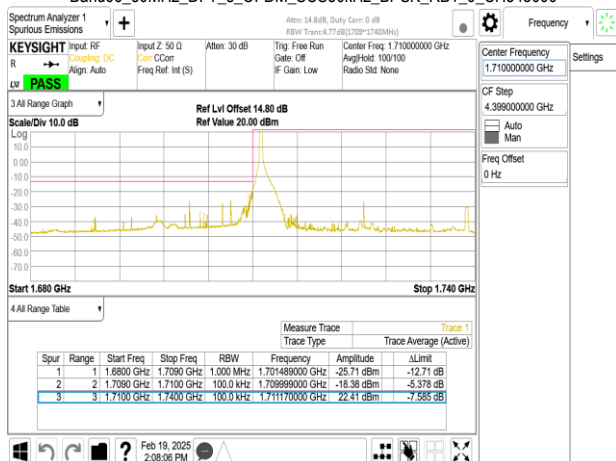 Spectrum Analyzer 1
Spurious Emissions
Attn: 14.8dB, Duty Corr: 0 dB
RBW Trans:4.77dB(1709~1740MHz)
Frequency
KEYSIGHT
R
LXI
PASS
Input: RF
Coupling: DC
Align: Auto
Input Z: 50 Ω
Corr CCorr
Freq Ref: Int (S)
Atten: 30 dB
Trig: Free Run
Gate: Off
IF Gain: Low
Center Freq: 1.710000000 GHz
Avg|Hold: 100/100
Radio Std: None
Center Frequency
1.710000000 GHz
Settings
CF Step
4.399000000 GHz
Auto
Man
Freq Offset
0 Hz
3 All Range Graph
Scale/Div 10.0 dB
Ref Lvl Offset 14.80 dB
Ref Value 20.00 dBm
Log
10.0
0.00
-10.0
-20.0
-30.0
-40.0
-50.0
-60.0
-70.0
Start 1.680 GHz
Stop 1.740 GHz
4 All Range Table
Measure Trace Trace 1
Trace Type Trace Average (Active)
Spur Range Start Freq Stop Freq RBW Frequency Amplitude ΔLimit
1 1 1.6800 GHz 1.7090 GHz 1.000 MHz 1.701489000 GHz -25.71 dBm -12.71 dB
2 2 1.7090 GHz 1.7100 GHz 100.0 kHz 1.709999000 GHz -18.38 dBm -5.378 dB
3 3 1.7100 GHz 1.7400 GHz 100.0 kHz 1.711170000 GHz 22.41 dBm -7.585 dB
?
Feb 19, 2025
2:08:06 PM